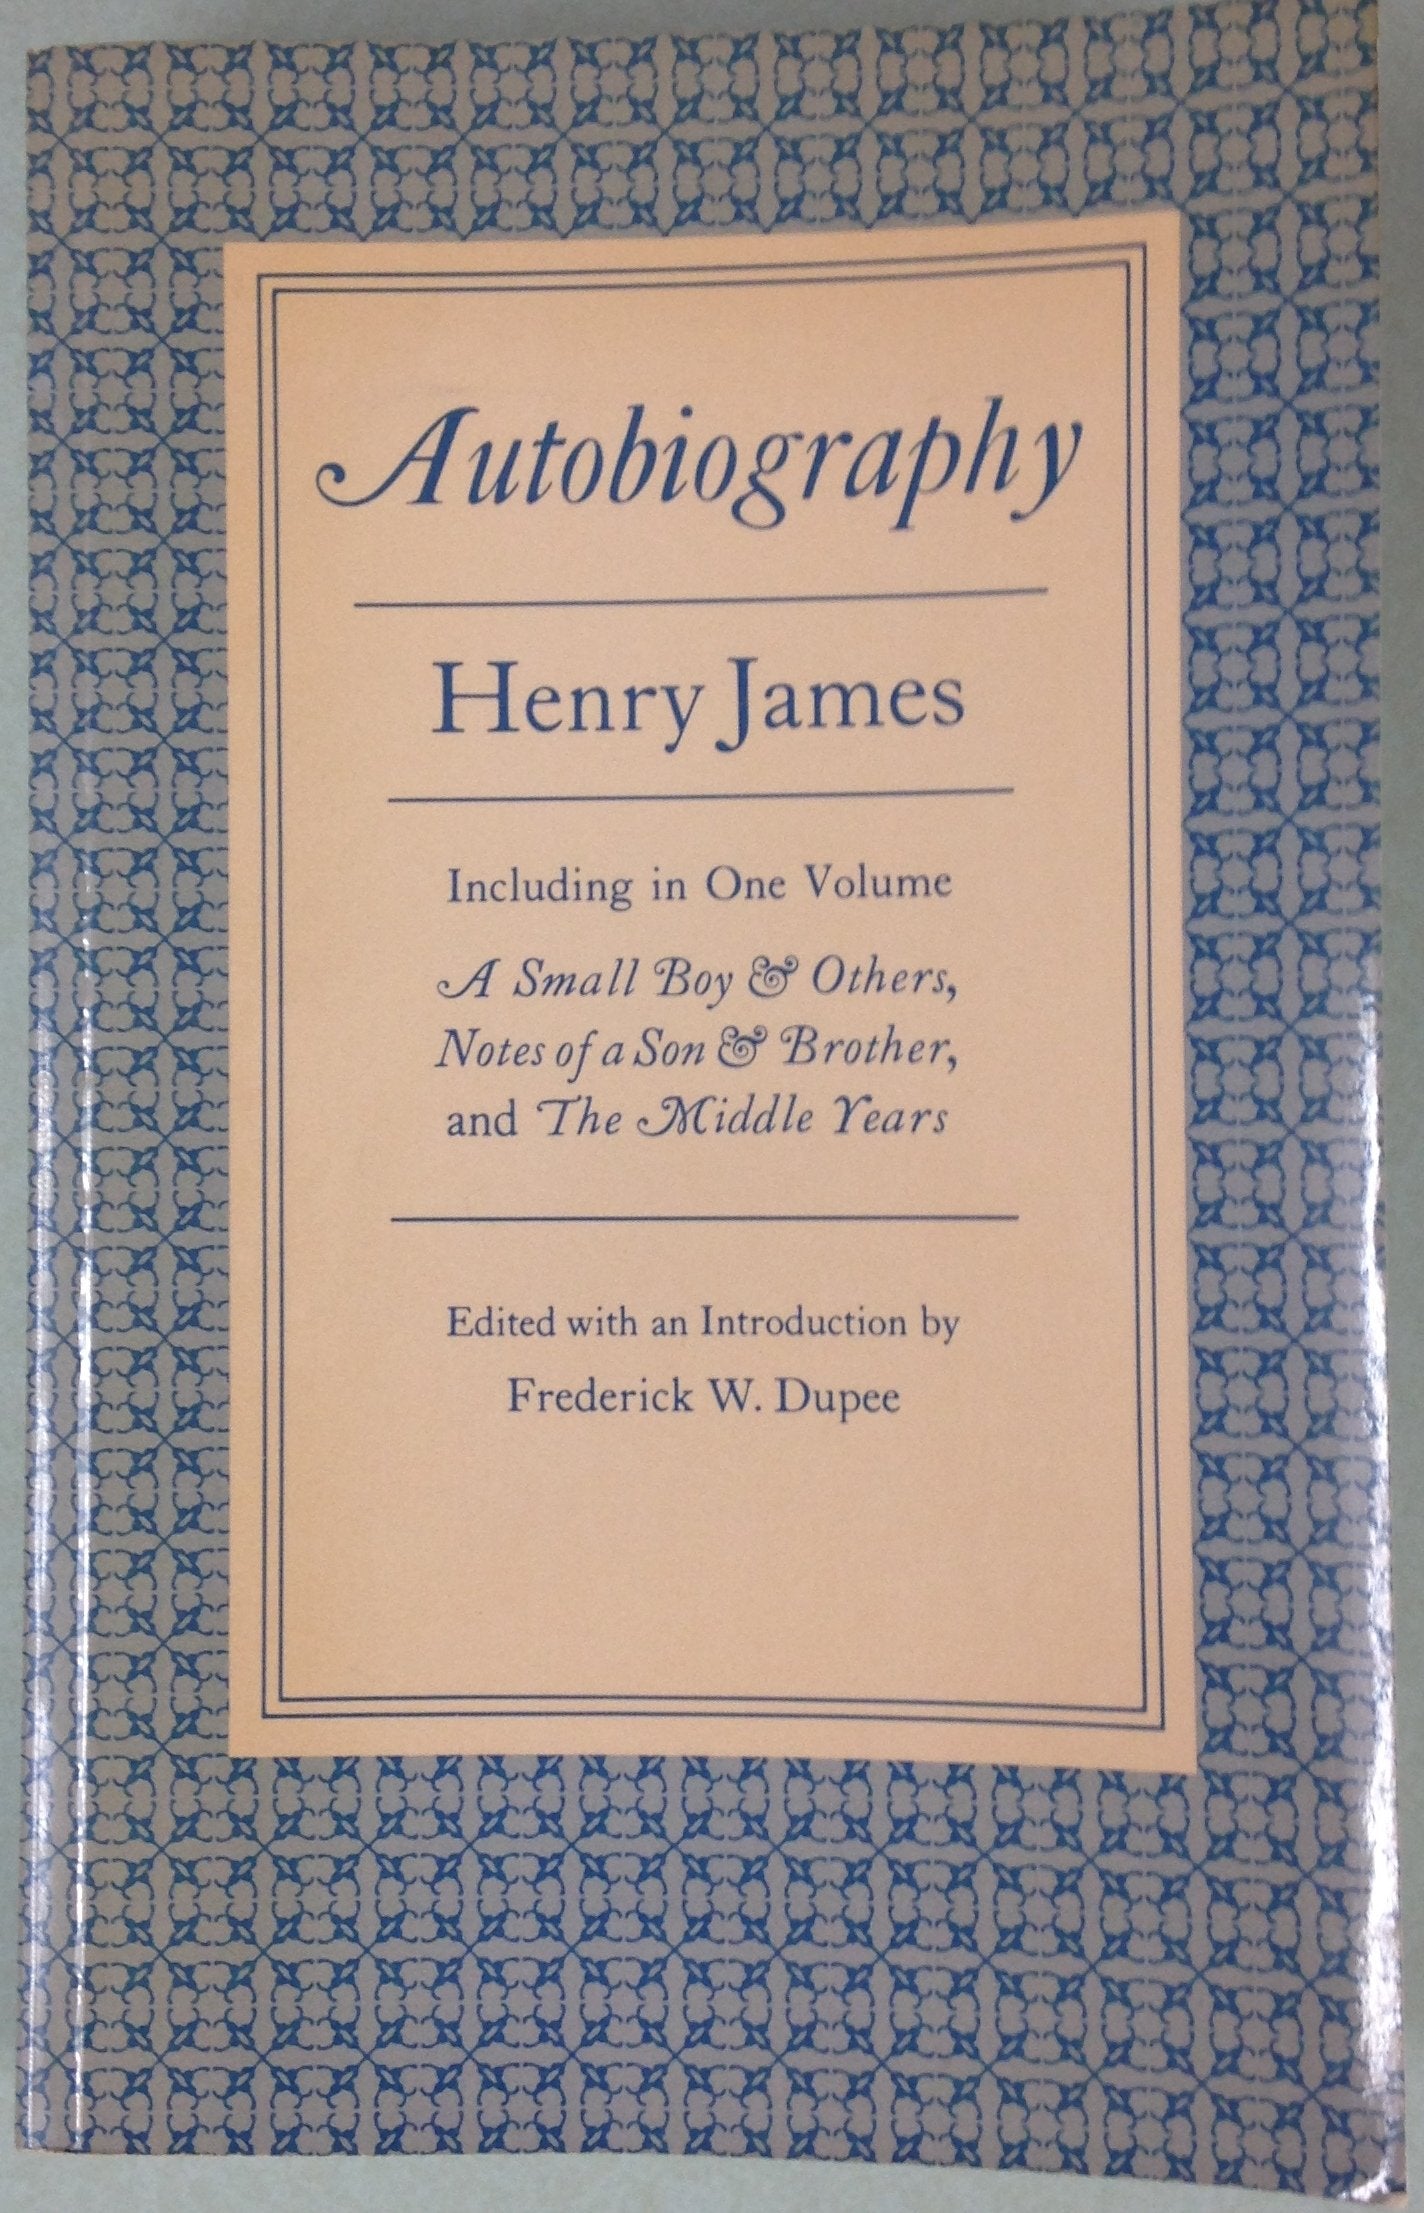 Autobiography
Henry James
Including in One Volume
A Small Boy & Others,
Notes of a Son & Brother,
and The Middle Years
Edited with an Introduction by
Frederick W. Dupee